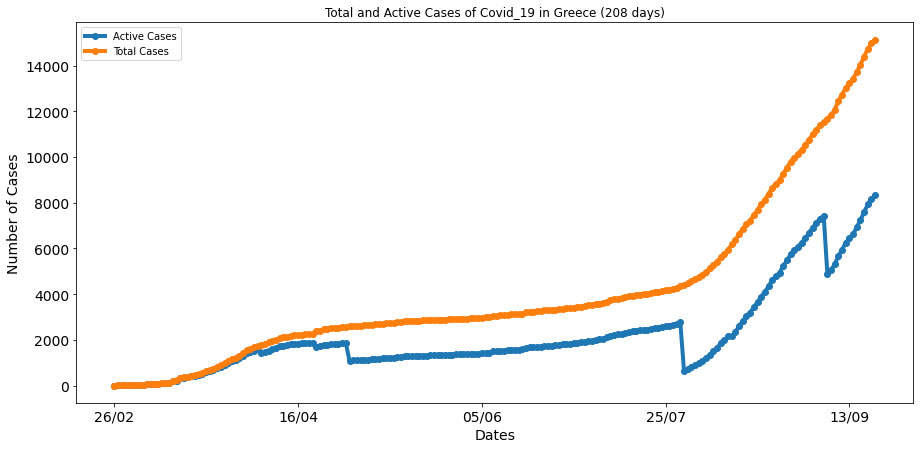 Total and Active Cases of Covid_19 in Greece (208 days)
Active Cases
Total Cases
14000
12000
10000
8000
6000
4000
2000
0
Number of Cases
26/02 16/04 05/06 25/07 13/09
Dates